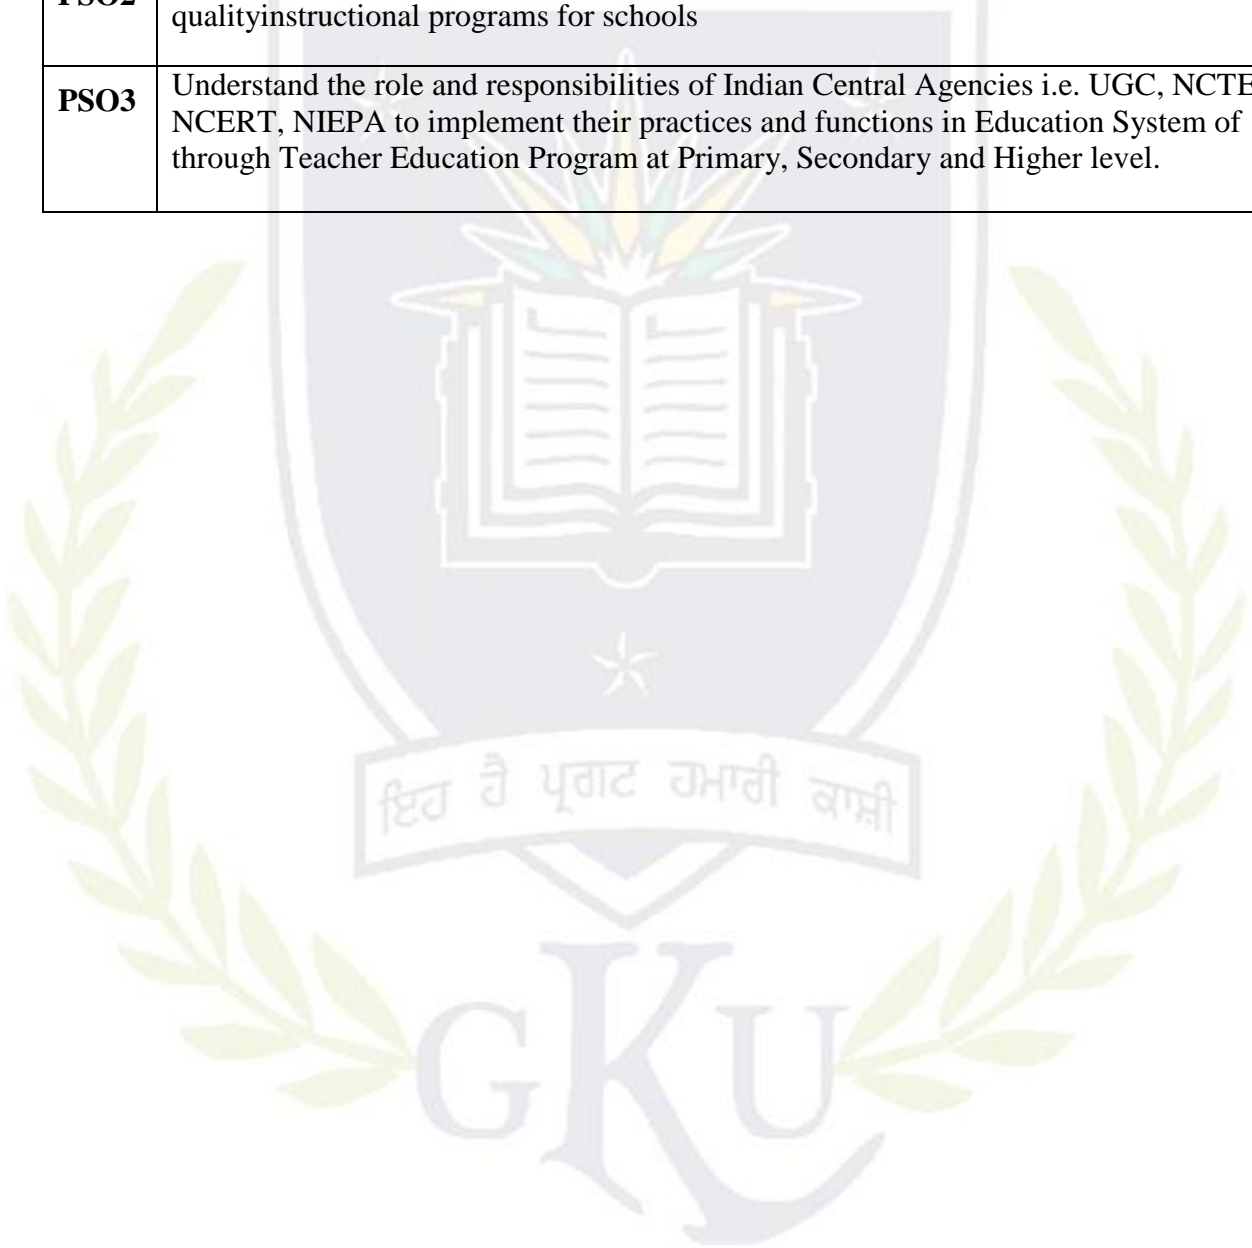 PSO2
qualityinstructional programs for schools
PSO3
Understand the role and responsibilities of Indian Central Agencies i.e. UGC, NCTE
NCERT, NIEPA to implement their practices and functions in Education System of
through Teacher Education Program at Primary, Secondary and Higher level.
ਇਹ ਹੈ ਪ੍ਰਗਟ ਹਮਾਰੀ ਕਾਸ਼ੀ
GKU